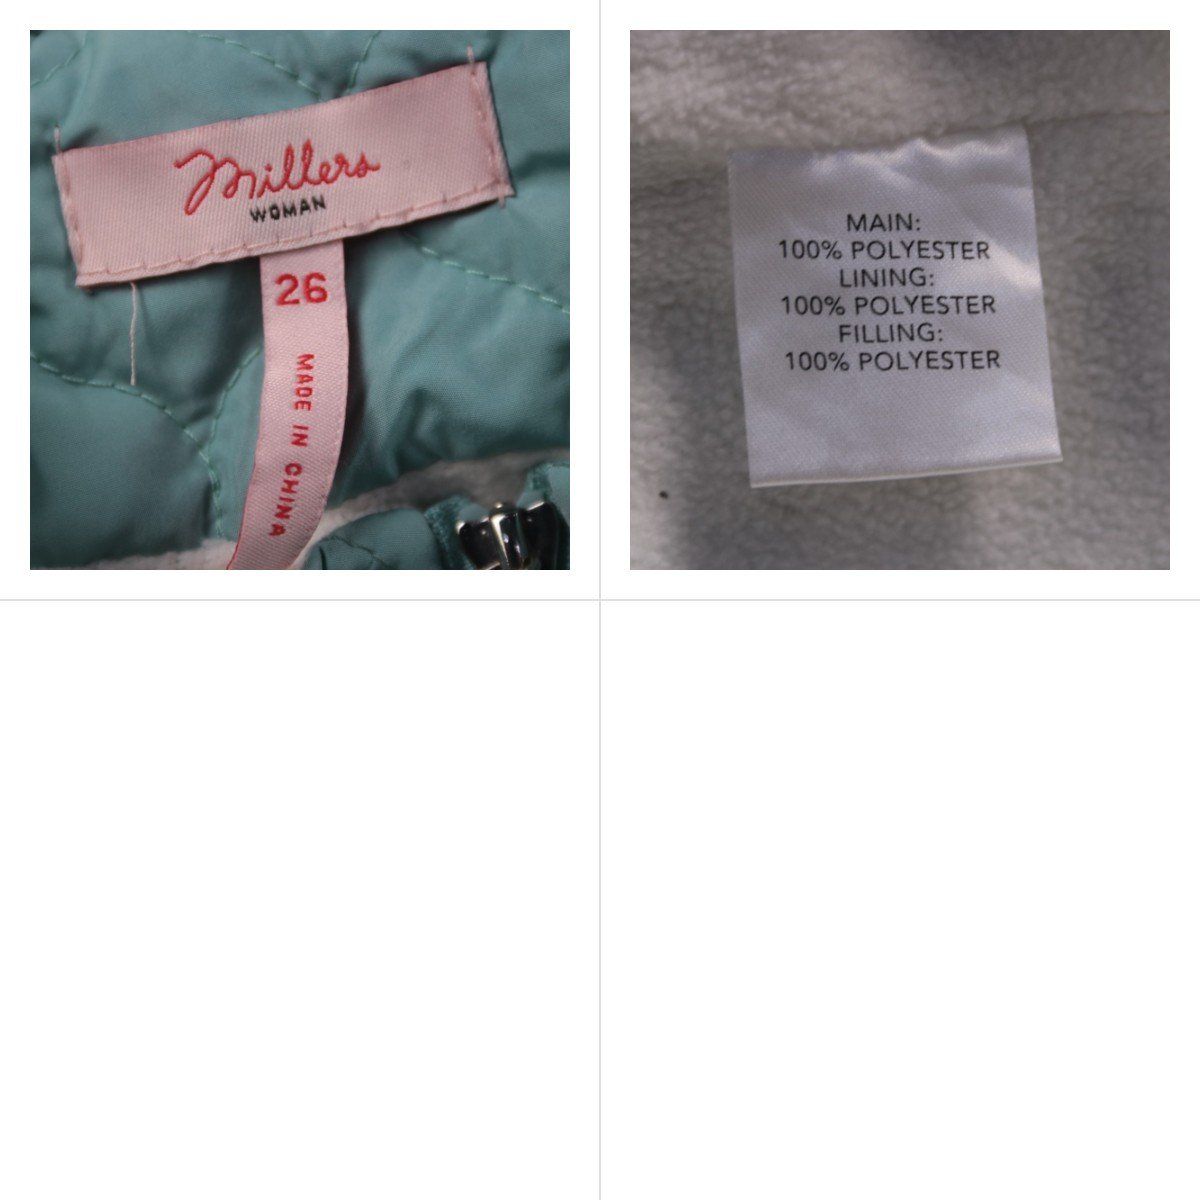 Millers
WOMAN
26
MADE IN CHINA
MAIN:
100% POLYESTER
LINING:
100% POLYESTER
FILLING:
100% POLYESTER